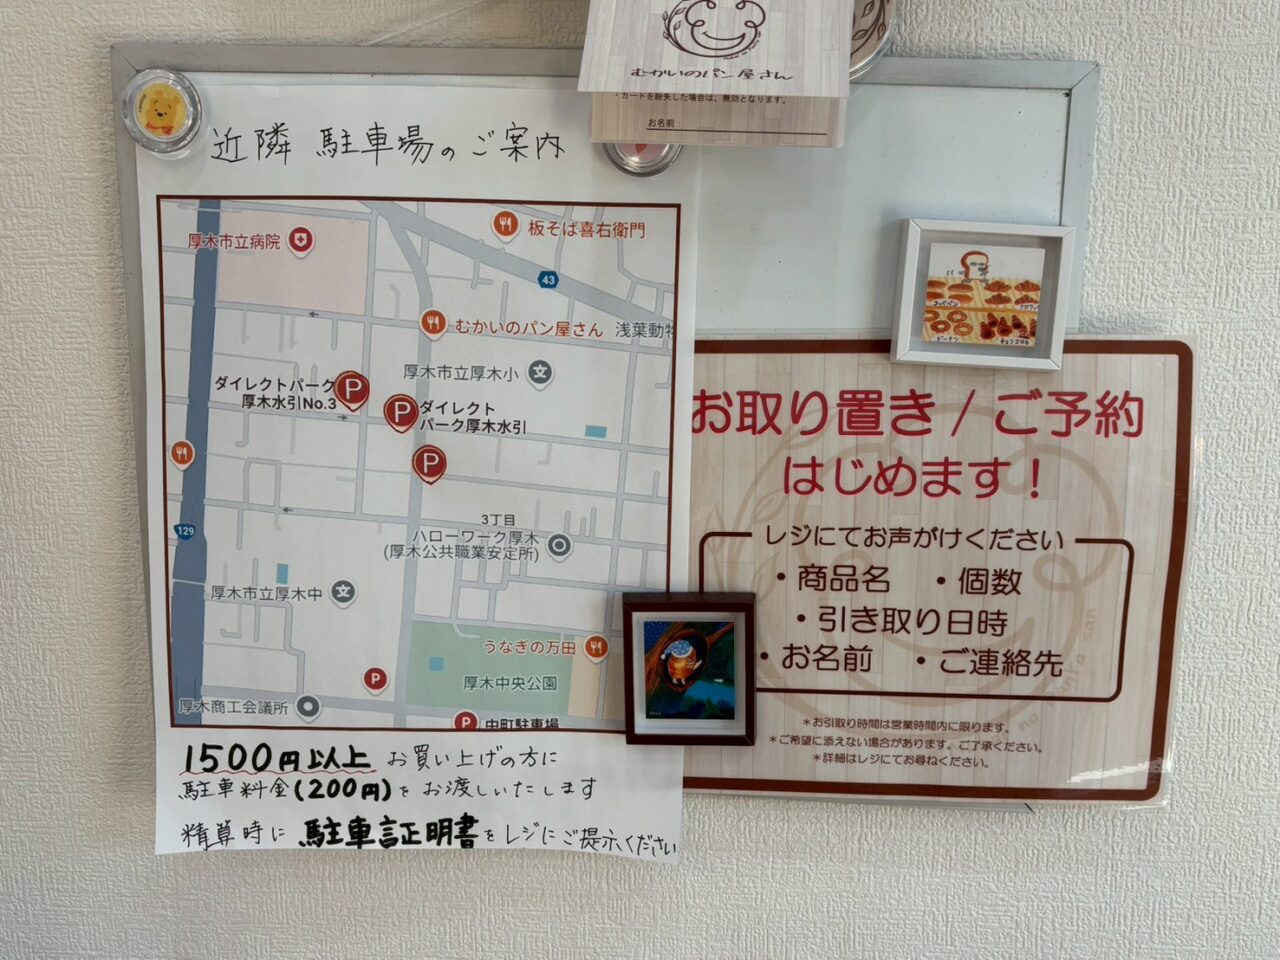 むかいのパン屋さん
・カードを紛失した場合は、無効となります。
お名前：
近隣 駐車場のご案内
厚木市立病院
板そば喜右衛門
43
むかいのパン屋さん
浅葉動物
厚木市立厚木小
ダイレクトパーク
厚木水引No.3
P
P
ダイレクト
パーク厚木水引
P
129
3丁目
ハローワーク厚木
(厚木公共職業安定所)
厚木市立厚木中
うなぎの万田
厚木中央公園
P
厚木商工会議所
P
中町駐車場
1500円以上 お買い上げの方に
駐車料金(200円)をお渡しいたします
精算時に 駐車証明書をレジにご提示ください
コッペパン
ドーナツ
チョココロネ
お取り置き / ご予約
はじめます！
レジにてお声がけください
・商品名 ・個数
・引き取り日時
・お名前 ・ご連絡先
＊お引取り時間は営業時間内に限ります。
＊ご希望に添えない場合があります。ご了承ください。
＊詳細はレジにてお尋ねください。